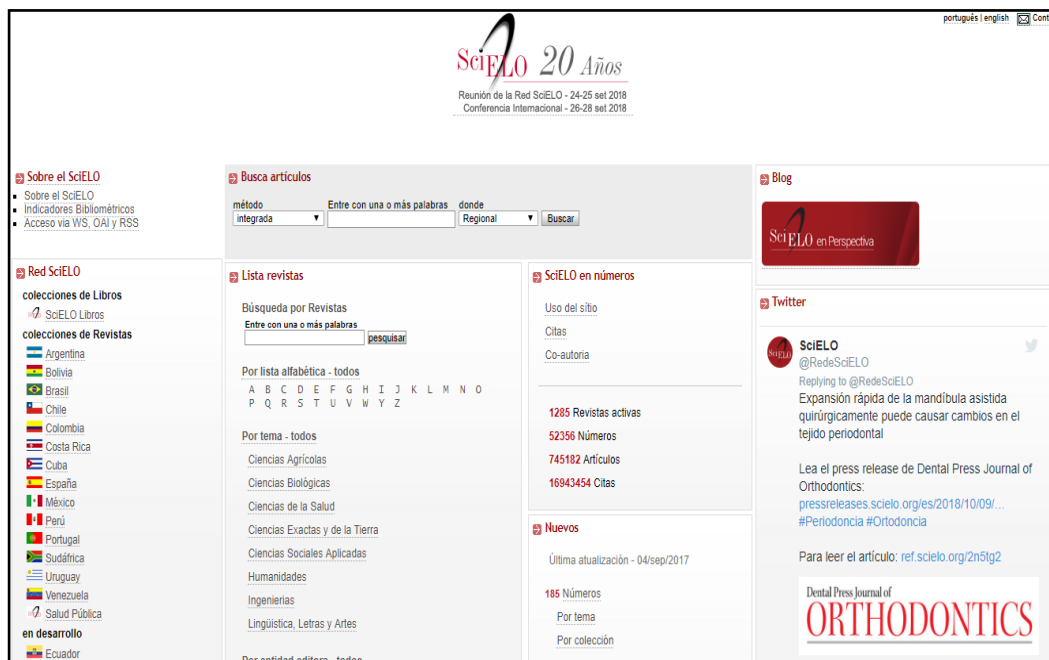 português | english Cont
SciELO 20 Años
Reunión de la Red SciELO - 24-25 set 2018
Conferencia Internacional - 26-28 set 2018
Sobre el SciELO
Sobre el SciELO
Indicadores Bibliométricos
Acceso via WS, OAI y RSS
Busca artículos
método Entre con una o más palabras donde
integrada Regional Buscar
Blog
SciELO en Perspectiva
Red SciELO
colecciones de Libros
SciELO Libros
colecciones de Revistas
Argentina
Bolivia
Brasil
Chile
Colombia
Costa Rica
Cuba
España
México
Perú
Portugal
Sudáfrica
Uruguay
Venezuela
Salud Pública
en desarrollo
Ecuador
Lista revistas
Búsqueda por Revistas
Entre con una o más palabras
pesquisar
Por lista alfabética - todos
A B C D E F G H I J K L M N O
P Q R S T U V W Y Z
Por tema - todos
Ciencias Agrícolas
Ciencias Biológicas
Ciencias de la Salud
Ciencias Exactas y de la Tierra
Ciencias Sociales Aplicadas
Humanidades
Ingenierias
Lingüística, Letras y Artes
Por entidad editora - todos
SciELO en números
Uso del sítio
Citas
Co-autoria
1285 Revistas activas
52356 Números
745182 Artículos
16943454 Citas
Nuevos
Última atualización - 04/sep/2017
185 Números
Por tema
Por colección
Twitter
SciELO
@RedeSciELO
Replying to @RedeSciELO
Expansión rápida de la mandíbula asistida
quirúrgicamente puede causar cambios en el
tejido periodontal
Lea el press release de Dental Press Journal of
Orthodontics:
pressreleases.scielo.org/es/2018/10/09/...
#Periodoncia #Ortodoncia
Para leer el artículo: ref.scielo.org/2n5tg2
Dental Press Journal of
ORTHODONTICS